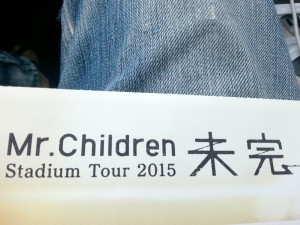 Mr.Children
Stadium Tour 2015 未完